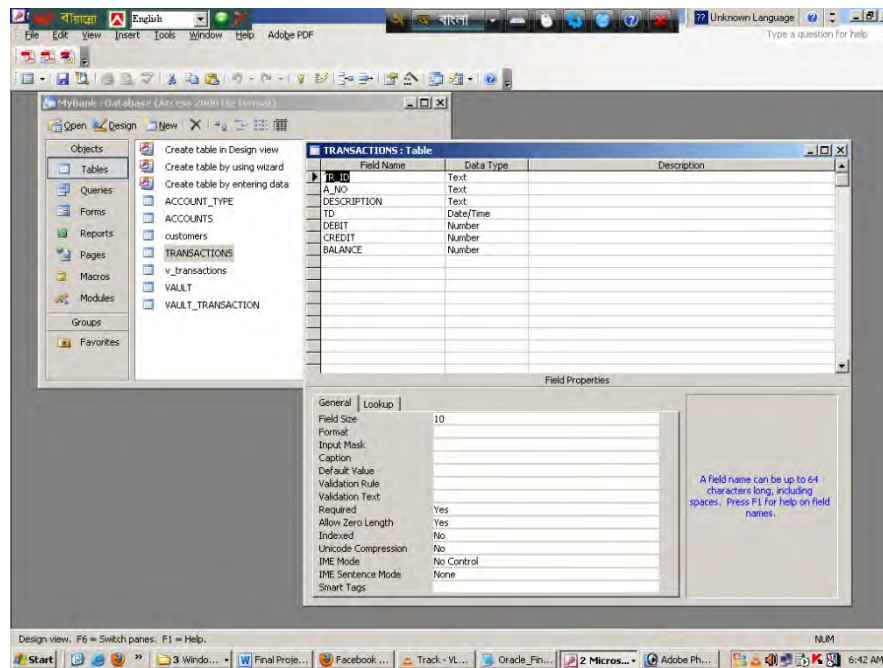 বাঁয়ান্নো English বাংলা Unknown Language
File Edit View Insert Tools Window Help Adobe PDF Type a question for help
MyBank : Database (Access 2000 file format)
Open Design New
Objects
Tables
Queries
Forms
Reports
Pages
Macros
Modules
Groups
Favorites
Create table in Design view
Create table by using wizard
Create table by entering data
ACCOUNT_TYPE
ACCOUNTS
customers
TRANSACTIONS
v_transactions
VAULT
VAULT_TRANSACTION
TRANSACTIONS : Table
Field Name Data Type Description
TR_ID Text
A_NO Text
DESCRIPTION Text
TD Date/Time
DEBIT Number
CREDIT Number
BALANCE Number
Field Properties
General Lookup
Field Size 10
Format
Input Mask
Caption
Default Value
Validation Rule
Validation Text
Required Yes
Allow Zero Length Yes
Indexed No
Unicode Compression No
IME Mode No Control
IME Sentence Mode None
Smart Tags
A field name can be up to 64
characters long, including
spaces. Press F1 for help on field
names.
Design view. F6 = Switch panes. F1 = Help. NUM
Start 3 Windo... Final Proje... Facebook ... Track - VL... Oracle_Fin... 2 Micros... Adobe Ph... 6:42 AM